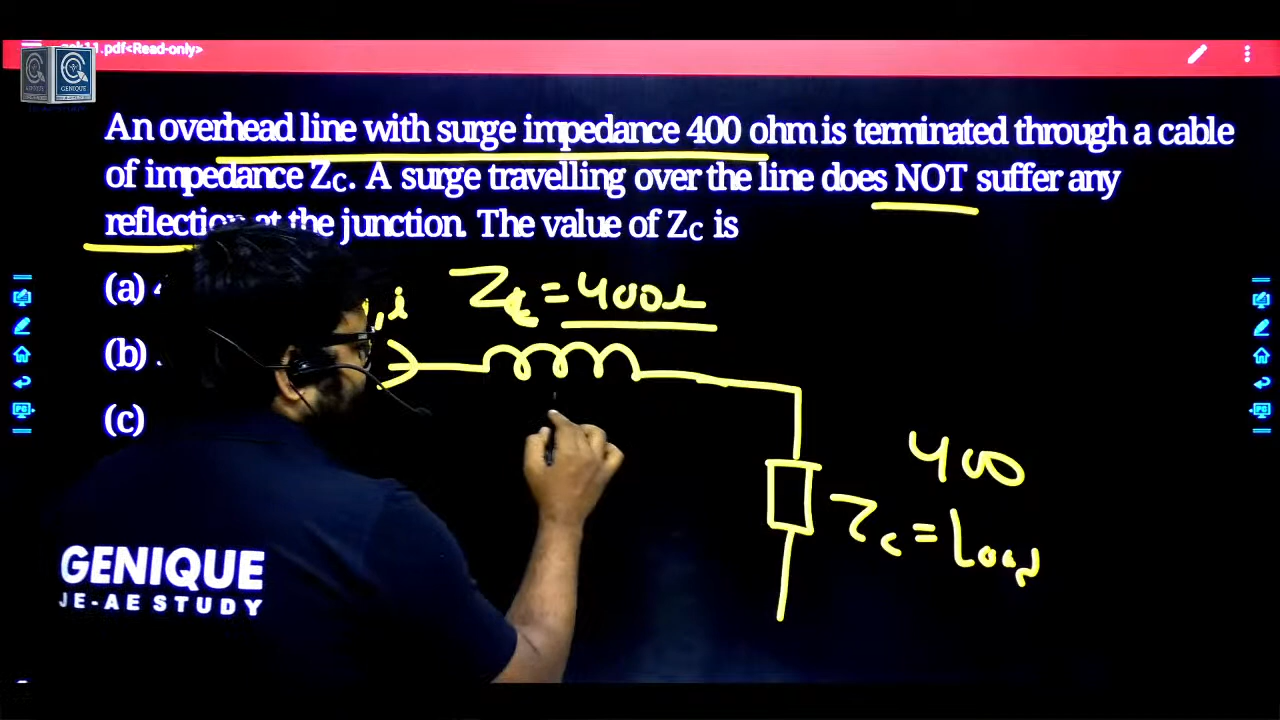 .pdf<Read-only>
GENIQUE
An overhead line with surge impedance 400 ohm is terminated through a cable
of impedance ZC. A surge travelling over the line does NOT suffer any
reflection at the junction. The value of ZC is
(a)
, i
= 400Ω
(b)
(c)
400
Zc = Load
GENIQUE
JE-AE STUDY